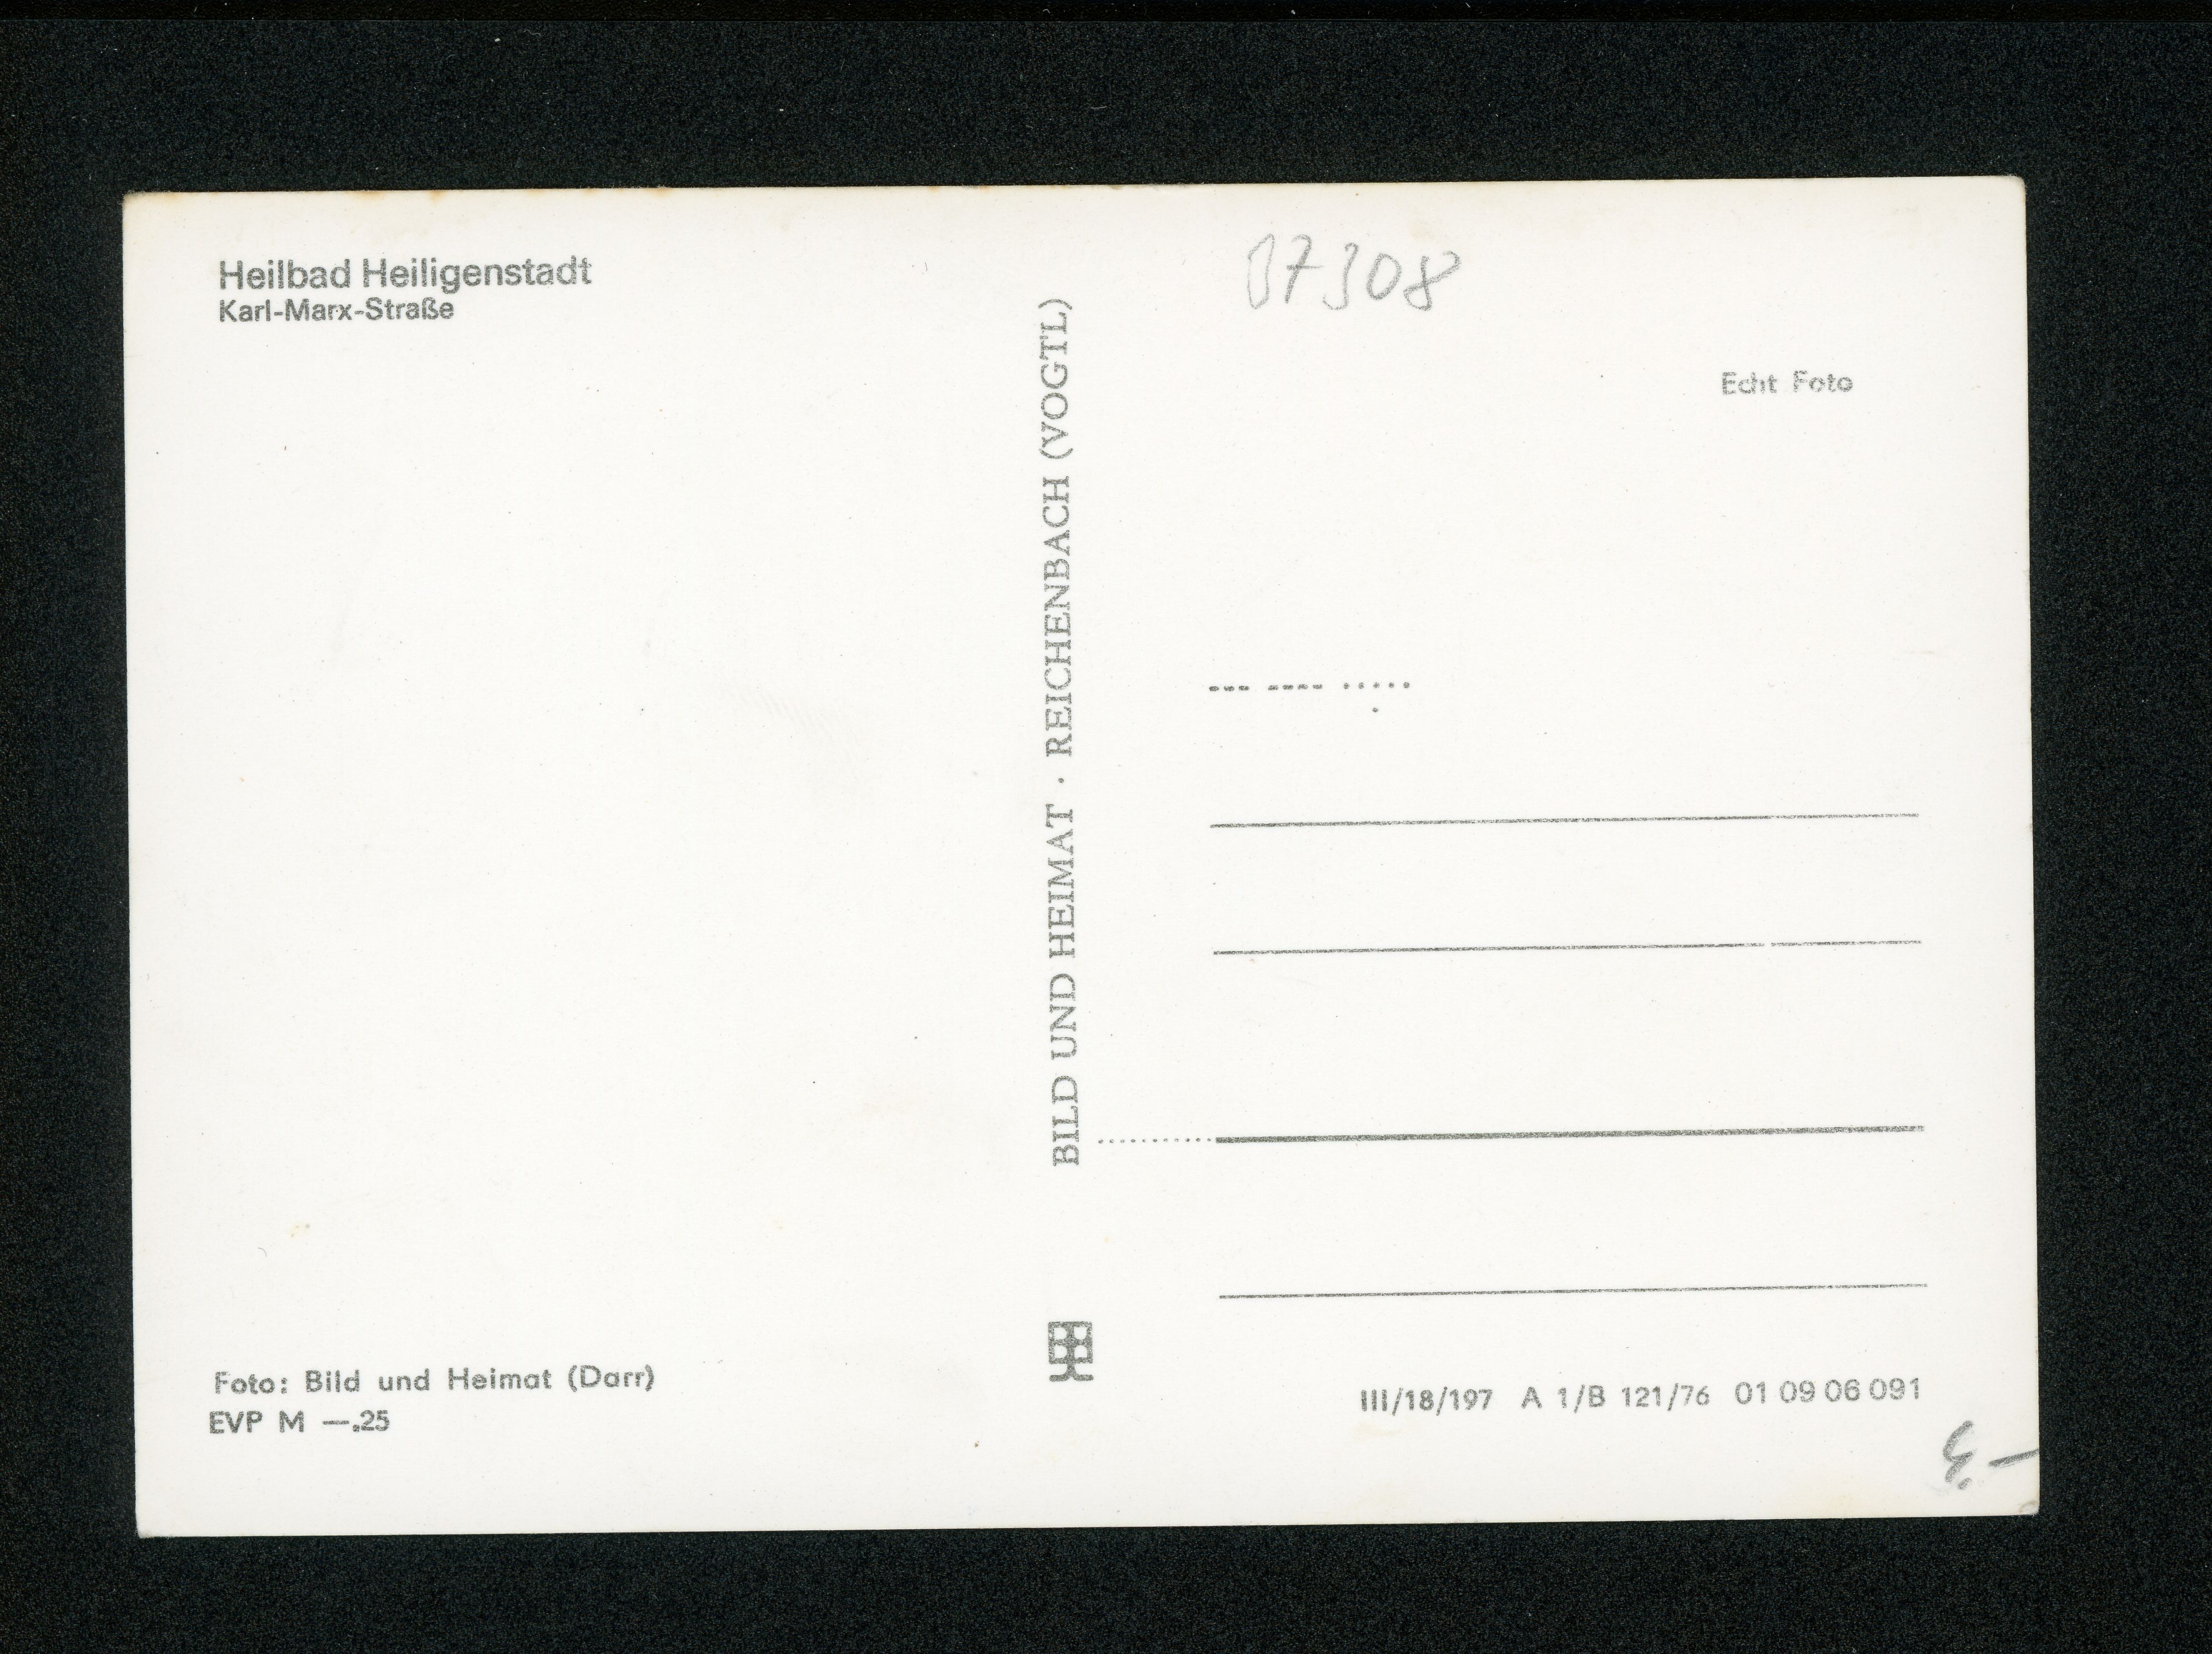 Heilbad Heiligenstadt
Karl-Marx-Straße
Foto: Bild und Heimat (Darr)
EVP M —.25
BILD UND HEIMAT · REICHENBACH (VOGTL)
37308
Echt Foto
III/18/197 A 1/B 121/76 01 09 06 091